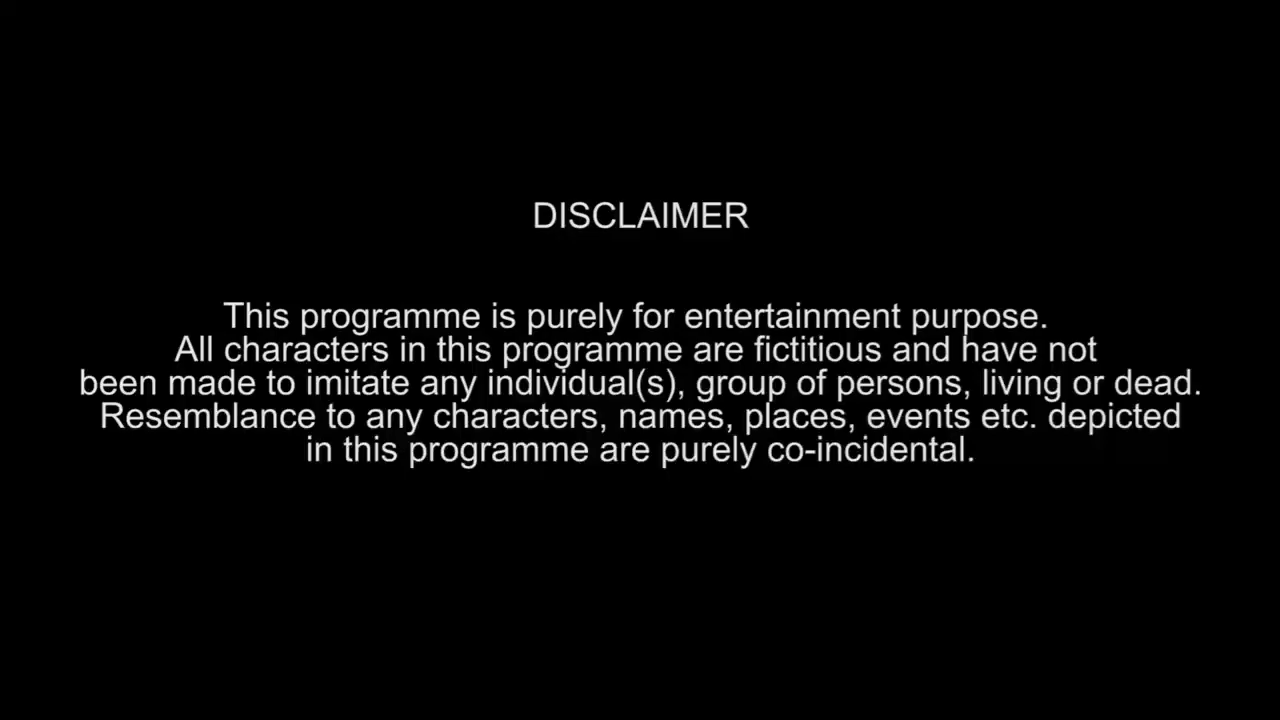 DISCLAIMER
This programme is purely for entertainment purpose.
All characters in this programme are fictitious and have not
been made to imitate any individual(s), group of persons, living or dead.
Resemblance to any characters, names, places, events etc. depicted
in this programme are purely co-incidental.